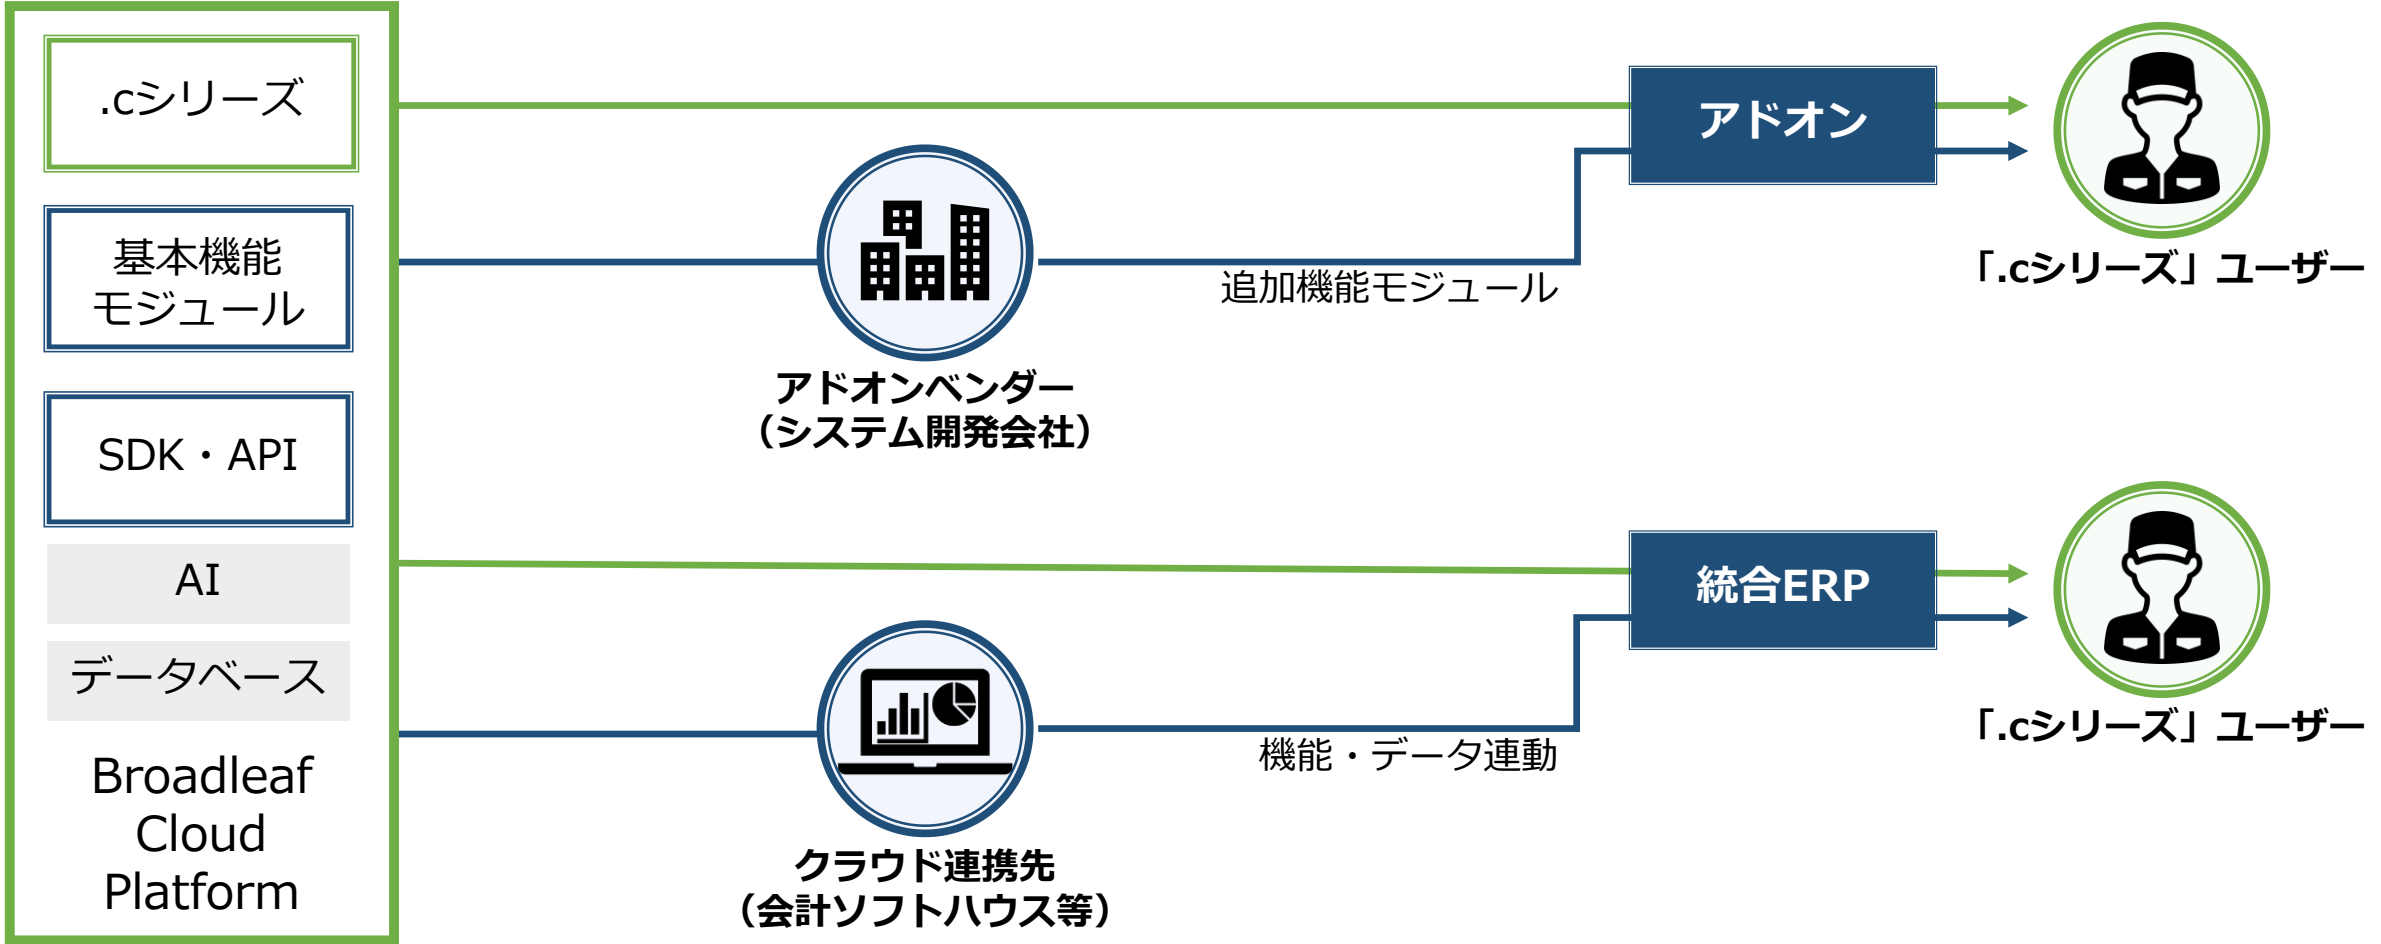 .cシリーズ
基本機能
モジュール
SDK・API
AI
データベース
Broadleaf
Cloud
Platform
アドオンベンダー
（システム開発会社）
追加機能モジュール
アドオン
「.cシリーズ」ユーザー
クラウド連携先
（会計ソフトハウス等）
機能・データ連動
統合ERP
「.cシリーズ」ユーザー